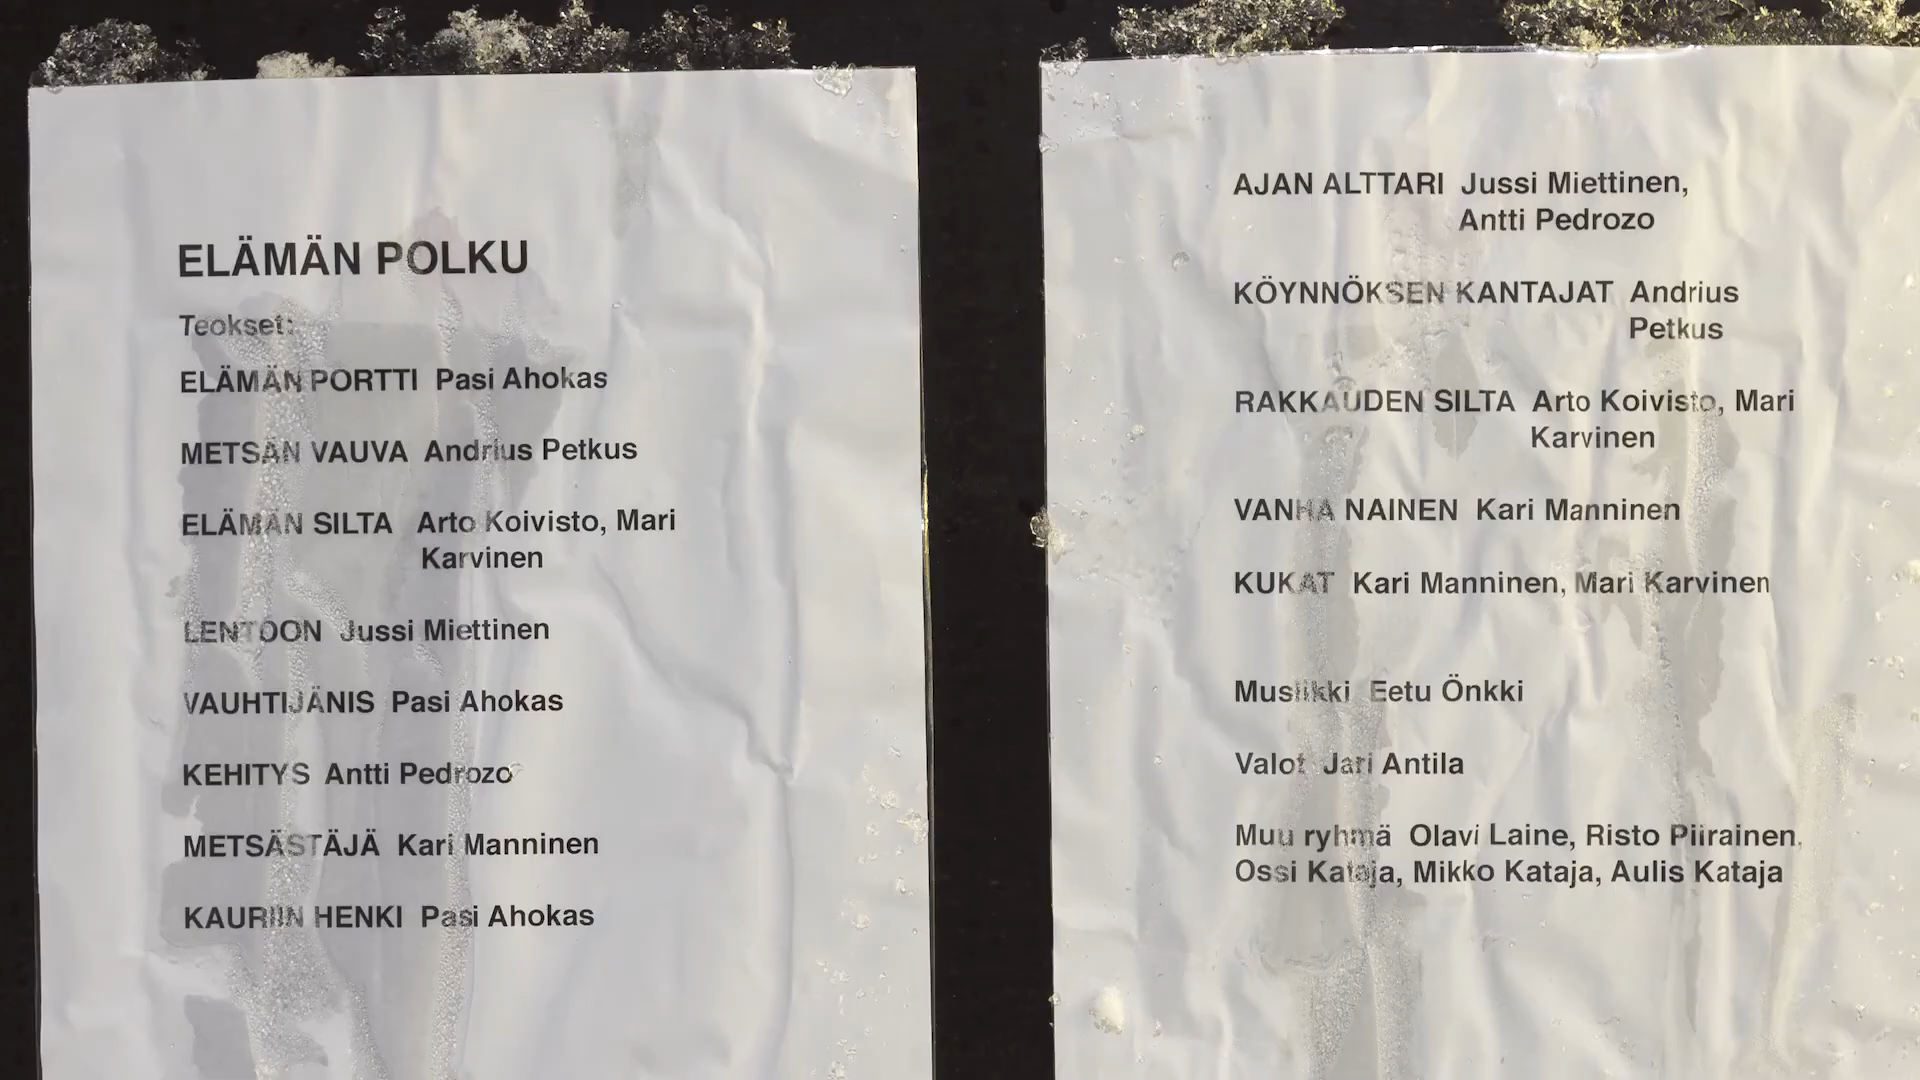 ELÄMÄN POLKU
Teokset:
ELÄMÄN PORTTI Pasi Ahokas
METSÄN VAUVA Andrius Petkus
ELÄMÄN SILTA Arto Koivisto, Mari
Karvinen
LENTOON Jussi Miettinen
VAUHTIJÄNIS Pasi Ahokas
KEHITYS Antti Pedrozo
METSÄSTÄJÄ Kari Manninen
KAURIIN HENKI Pasi Ahokas
AJAN ALTTARI Jussi Miettinen,
Antti Pedrozo
KÖYNNÖKSEN KANTAJAT Andrius
Petkus
RAKKAUDEN SILTA Arto Koivisto, Mari
Karvinen
VANHA NAINEN Kari Manninen
KUKAT Kari Manninen, Mari Karvinen
Musiikki Eetu Önkki
Valot Jari Antila
Muu ryhmä Olavi Laine, Risto Piirainen,
Ossi Kataja, Mikko Kataja, Aulis Kataja